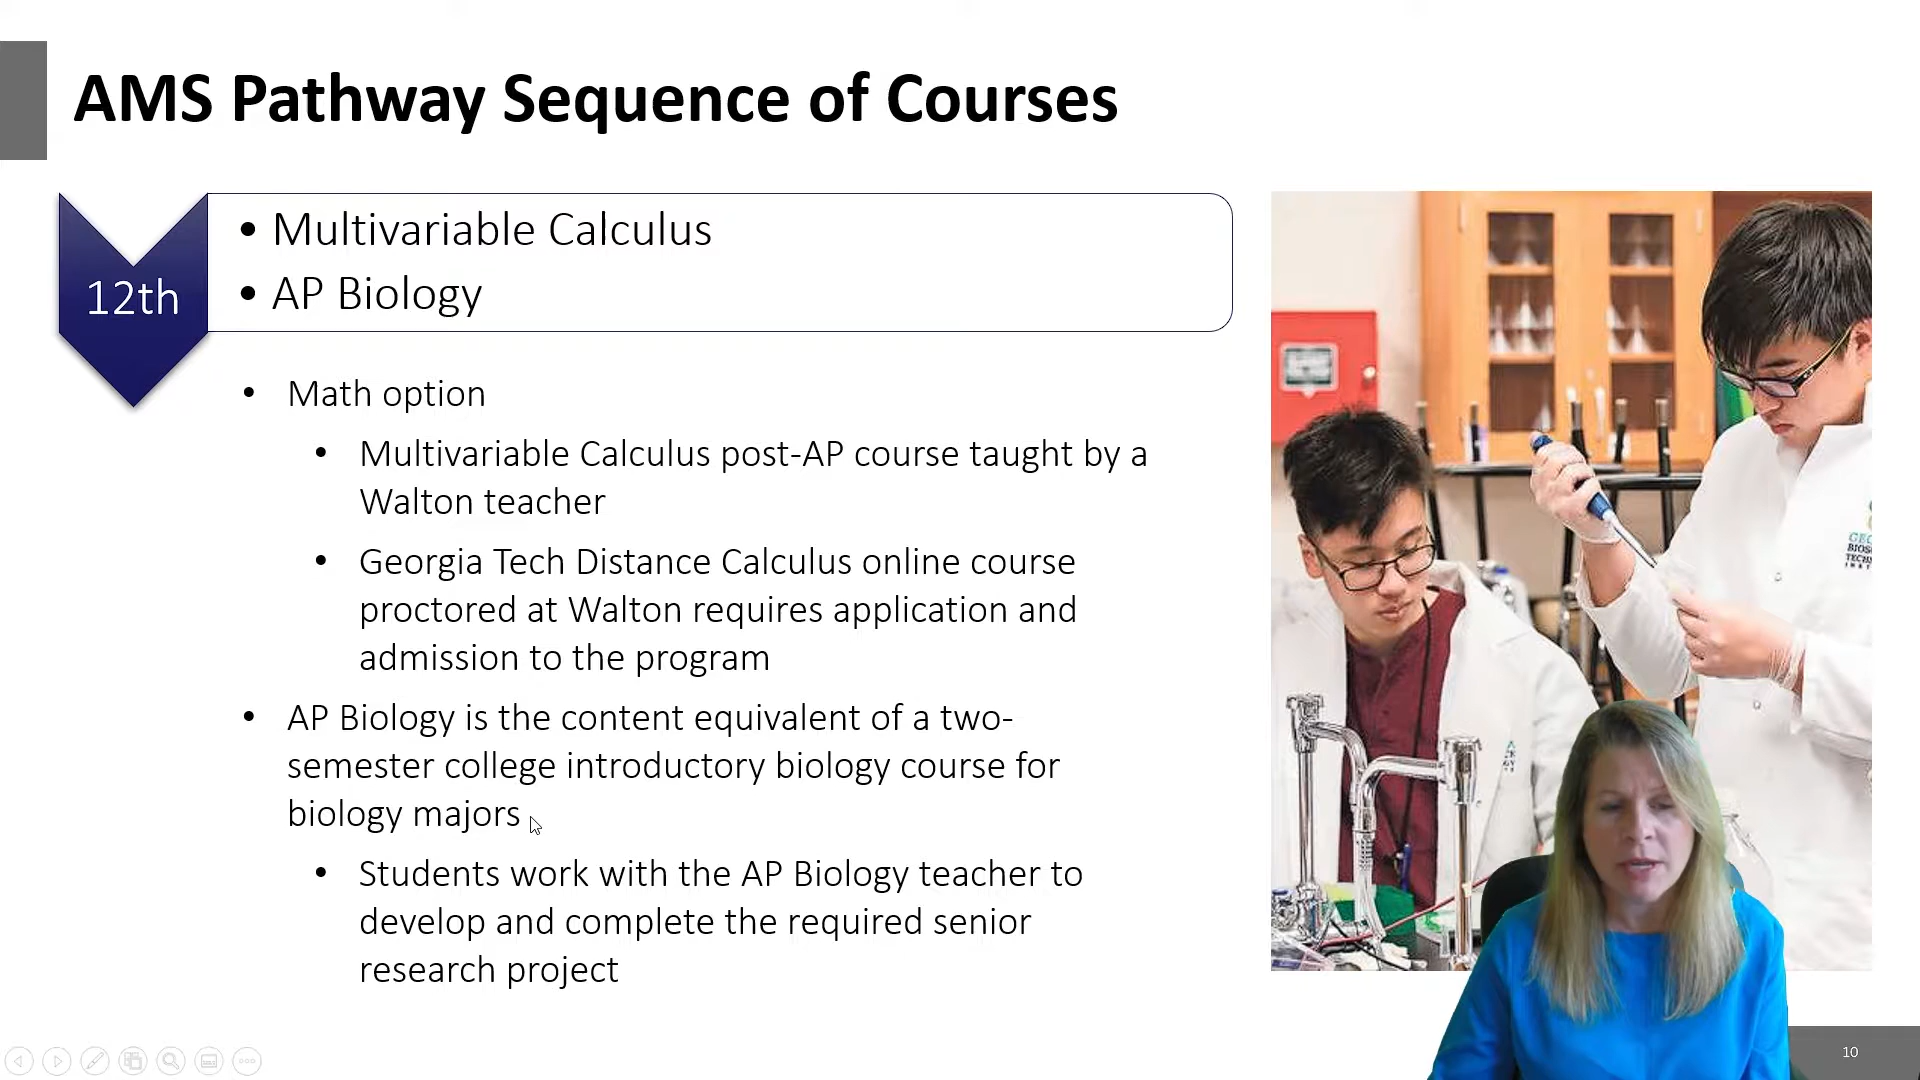 AMS Pathway Sequence of Courses
12th
• Multivariable Calculus
• AP Biology
• Math option
• Multivariable Calculus post-AP course taught by a
Walton teacher
• Georgia Tech Distance Calculus online course
proctored at Walton requires application and
admission to the program
• AP Biology is the content equivalent of a two-
semester college introductory biology course for
biology majors
• Students work with the AP Biology teacher to
develop and complete the required senior
research project
10